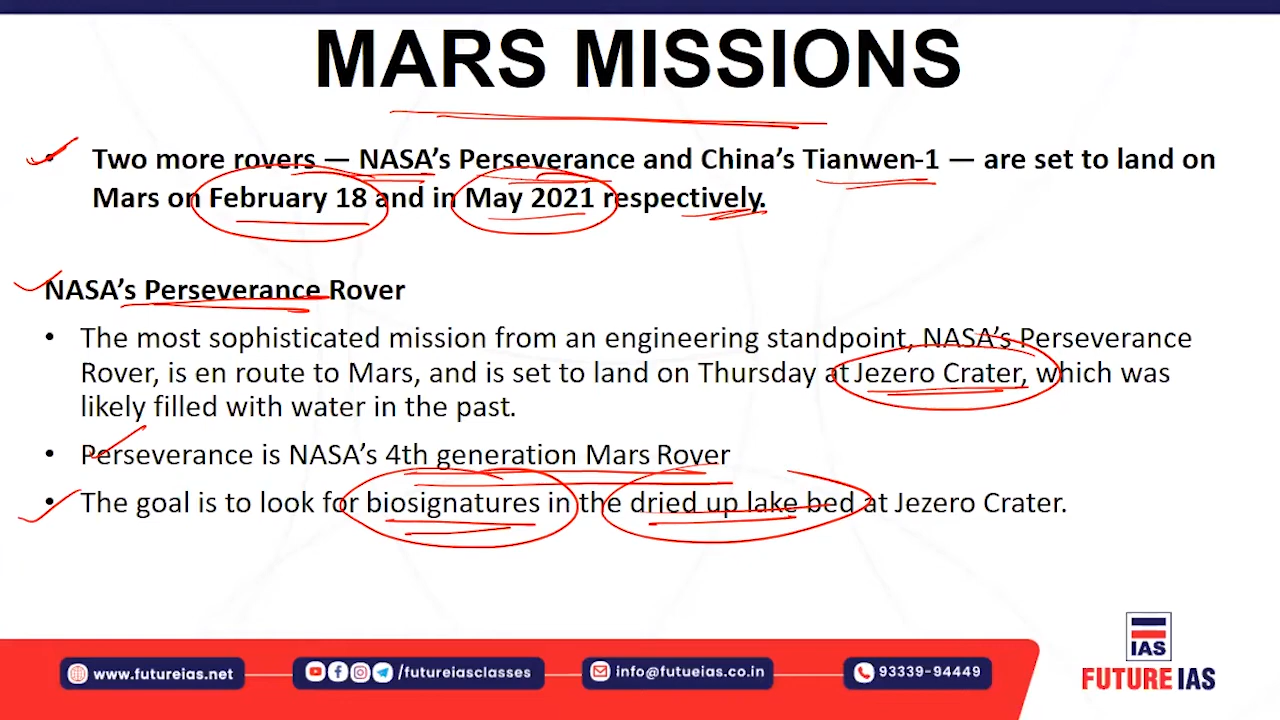 MARS MISSIONS
• Two more rovers — NASA's Perseverance and China's Tianwen-1 — are set to land on
Mars on February 18 and in May 2021 respectively.
NASA's Perseverance Rover
• The most sophisticated mission from an engineering standpoint, NASA's Perseverance
Rover, is en route to Mars, and is set to land on Thursday at Jezero Crater, which was
likely filled with water in the past.
• Perseverance is NASA's 4th generation Mars Rover
• The goal is to look for biosignatures in the dried up lake bed at Jezero Crater.
IAS
FUTURE IAS
www.futureias.net
/futureiasclasses
info@futueias.co.in
93339-94449